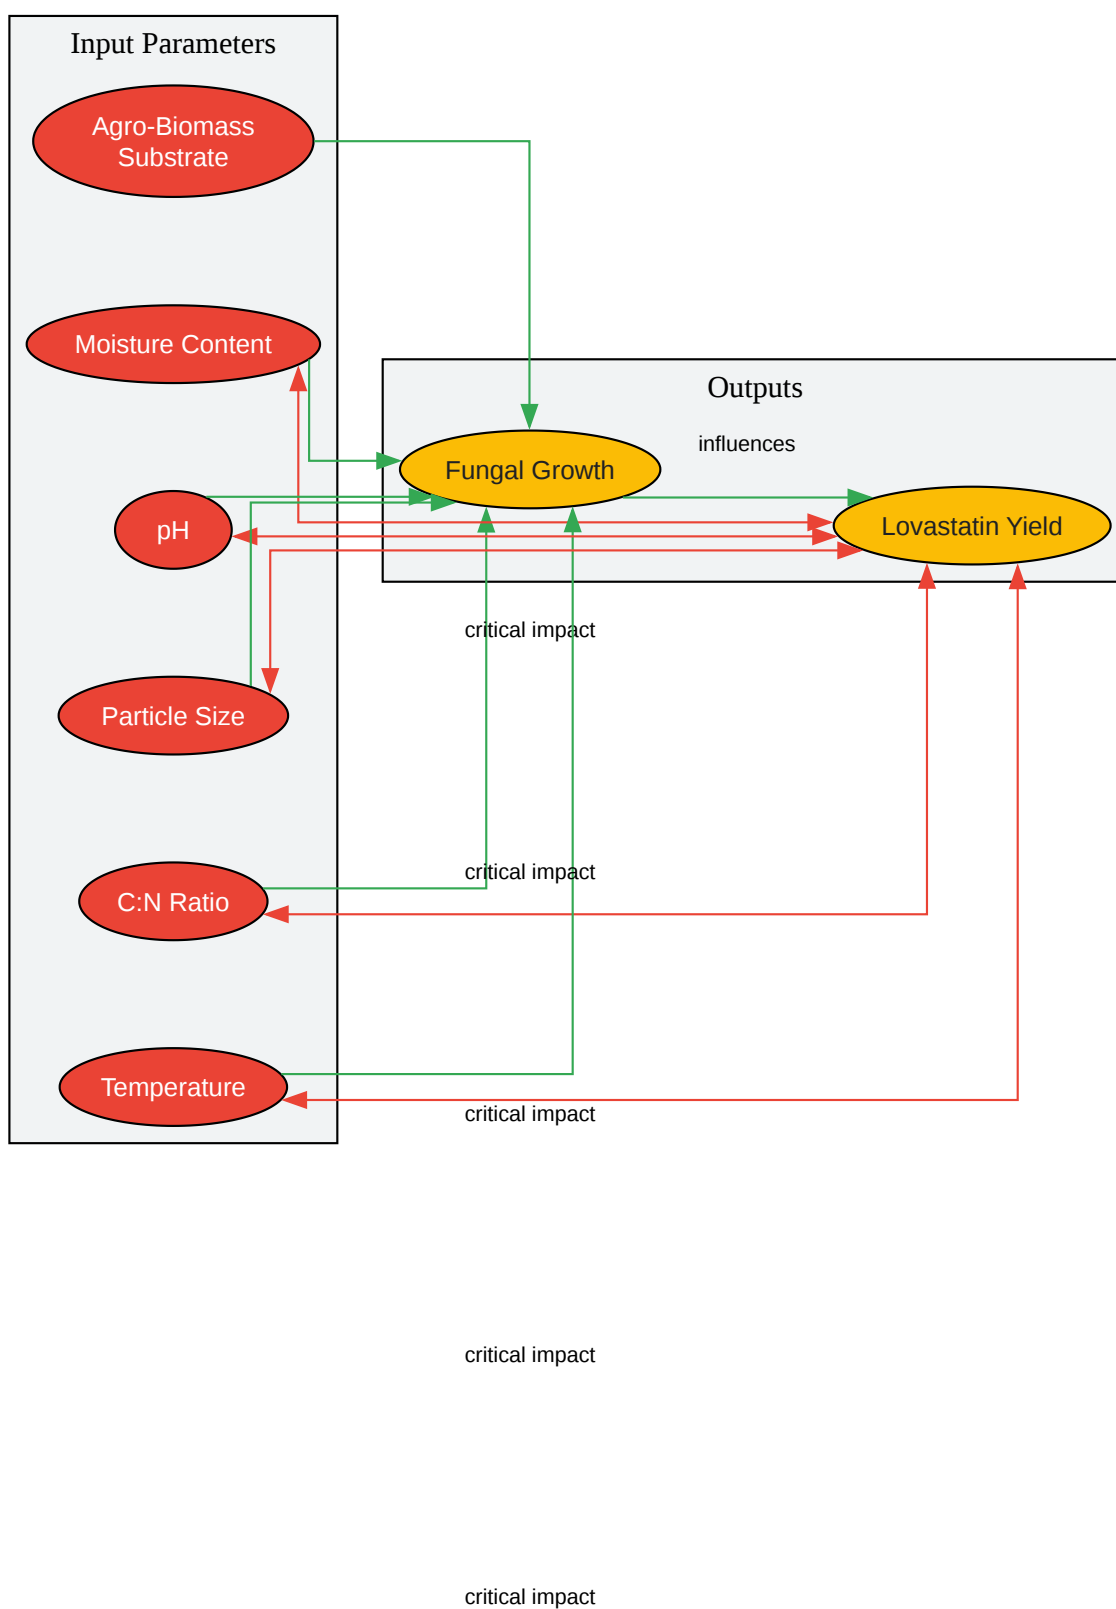 Input Parameters
Agro-Biomass
Substrate
Moisture Content
pH
Particle Size
C:N Ratio
Temperature
Outputs
influences
Fungal Growth
Lovastatin Yield
critical impact
critical impact
critical impact
critical impact
critical impact